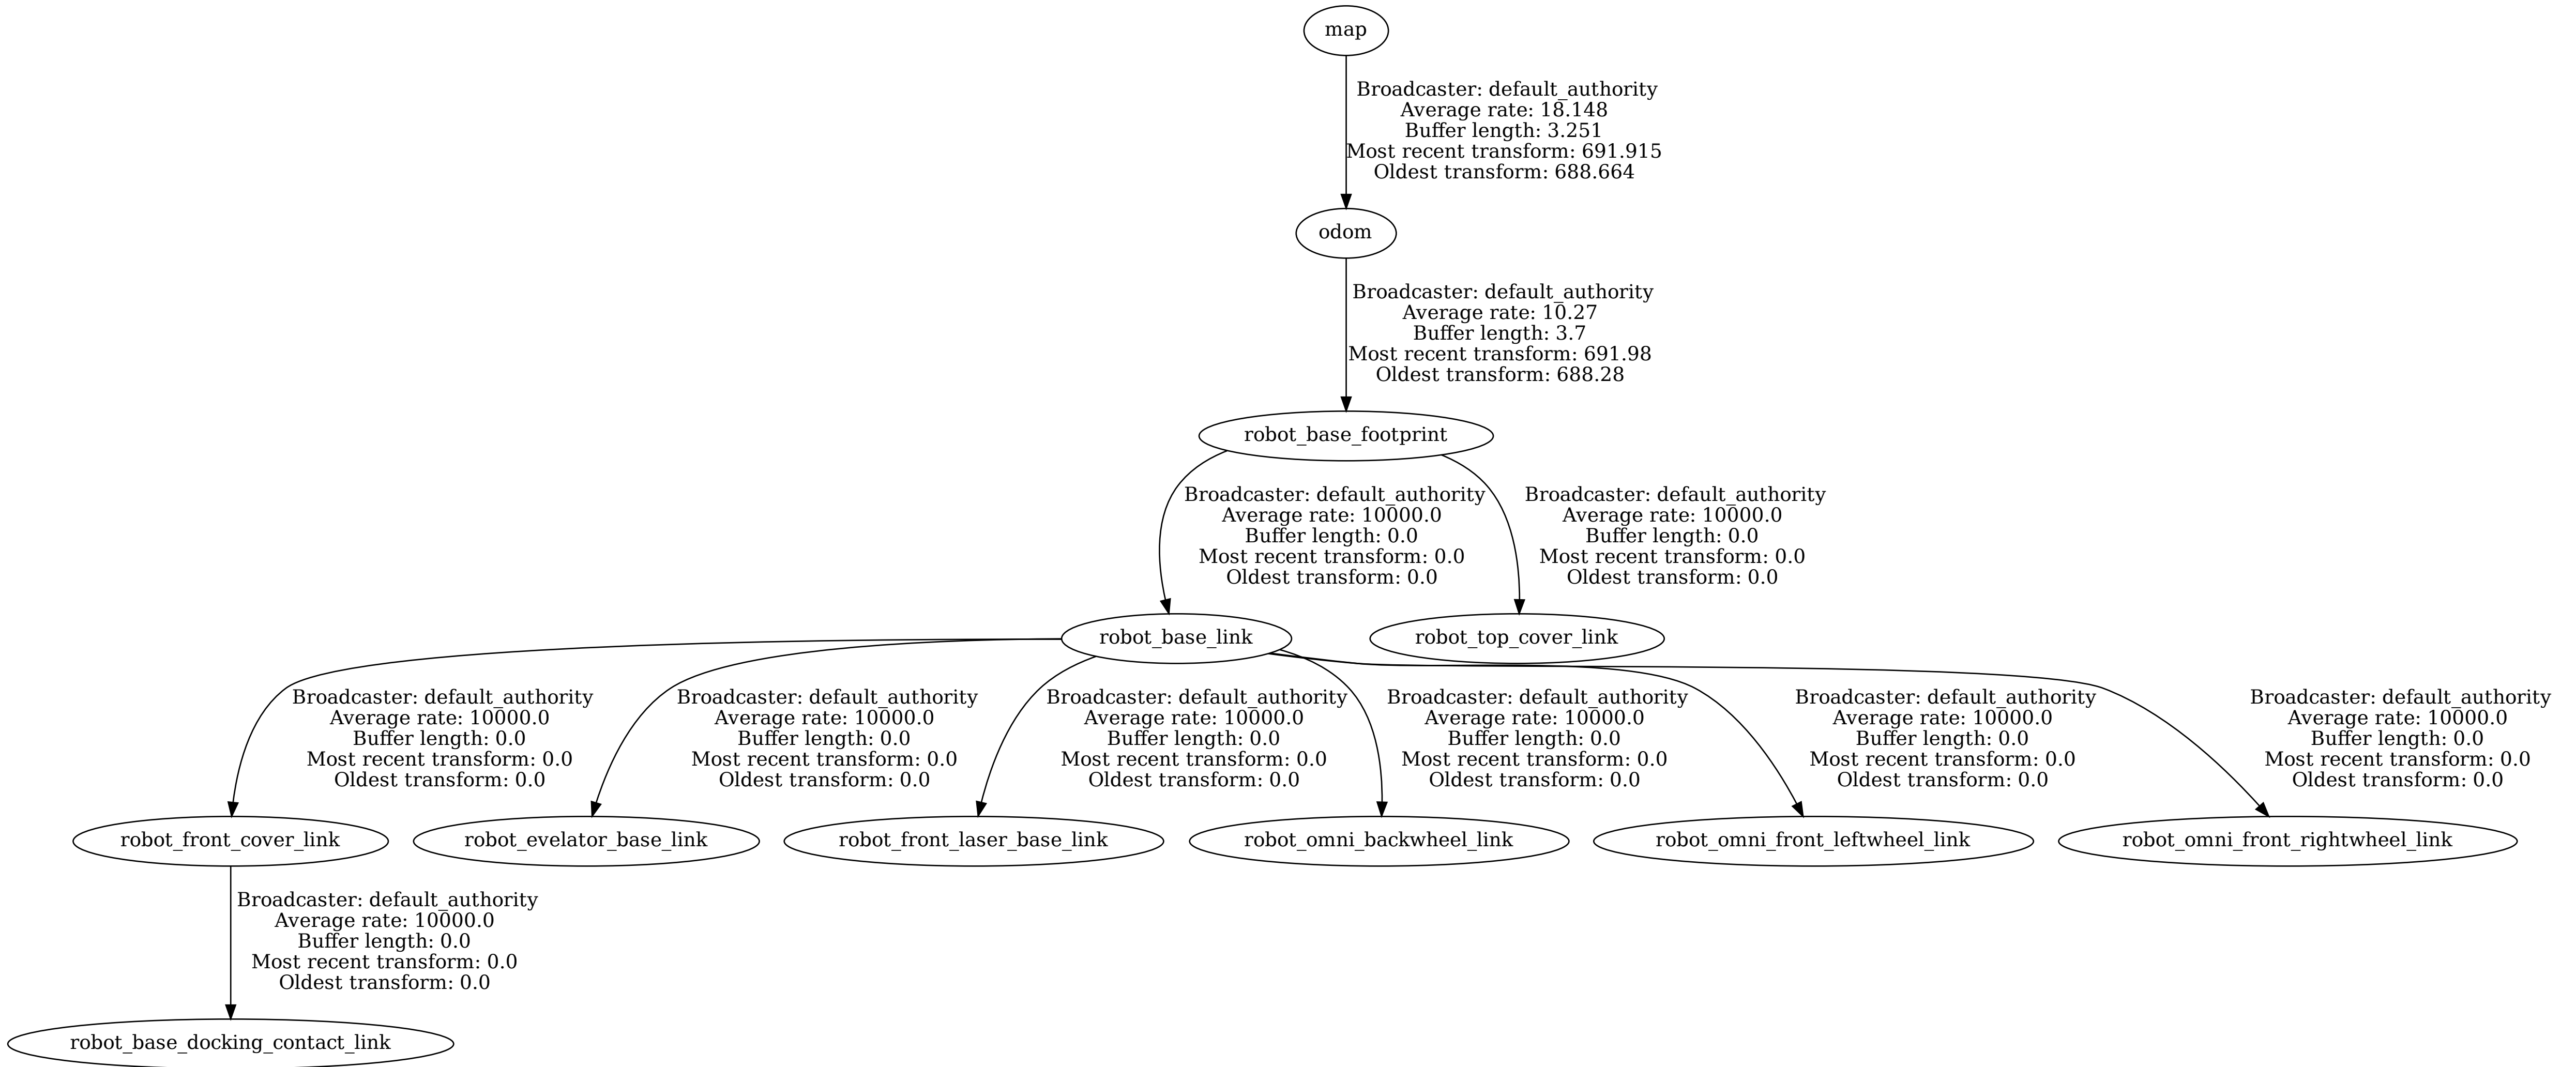 map
Broadcaster: default_authority
Average rate: 18.148
Buffer length: 3.251
Most recent transform: 691.915
Oldest transform: 688.664
odom
Broadcaster: default_authority
Average rate: 10.27
Buffer length: 3.7
Most recent transform: 691.98
Oldest transform: 688.28
robot_base_footprint
Broadcaster: default_authority
Average rate: 10000.0
Buffer length: 0.0
Most recent transform: 0.0
Oldest transform: 0.0
Broadcaster: default_authority
Average rate: 10000.0
Buffer length: 0.0
Most recent transform: 0.0
Oldest transform: 0.0
robot_base_link
robot_top_cover_link
Broadcaster: default_authority
Average rate: 10000.0
Buffer length: 0.0
Most recent transform: 0.0
Oldest transform: 0.0
Broadcaster: default_authority
Average rate: 10000.0
Buffer length: 0.0
Most recent transform: 0.0
Oldest transform: 0.0
Broadcaster: default_authority
Average rate: 10000.0
Buffer length: 0.0
Most recent transform: 0.0
Oldest transform: 0.0
Broadcaster: default_authority
Average rate: 10000.0
Buffer length: 0.0
Most recent transform: 0.0
Oldest transform: 0.0
Broadcaster: default_authority
Average rate: 10000.0
Buffer length: 0.0
Most recent transform: 0.0
Oldest transform: 0.0
Broadcaster: default_authority
Average rate: 10000.0
Buffer length: 0.0
Most recent transform: 0.0
Oldest transform: 0.0
robot_front_cover_link
robot_evelator_base_link
robot_front_laser_base_link
robot_omni_backwheel_link
robot_omni_front_leftwheel_link
robot_omni_front_rightwheel_link
Broadcaster: default_authority
Average rate: 10000.0
Buffer length: 0.0
Most recent transform: 0.0
Oldest transform: 0.0
robot_base_docking_contact_link